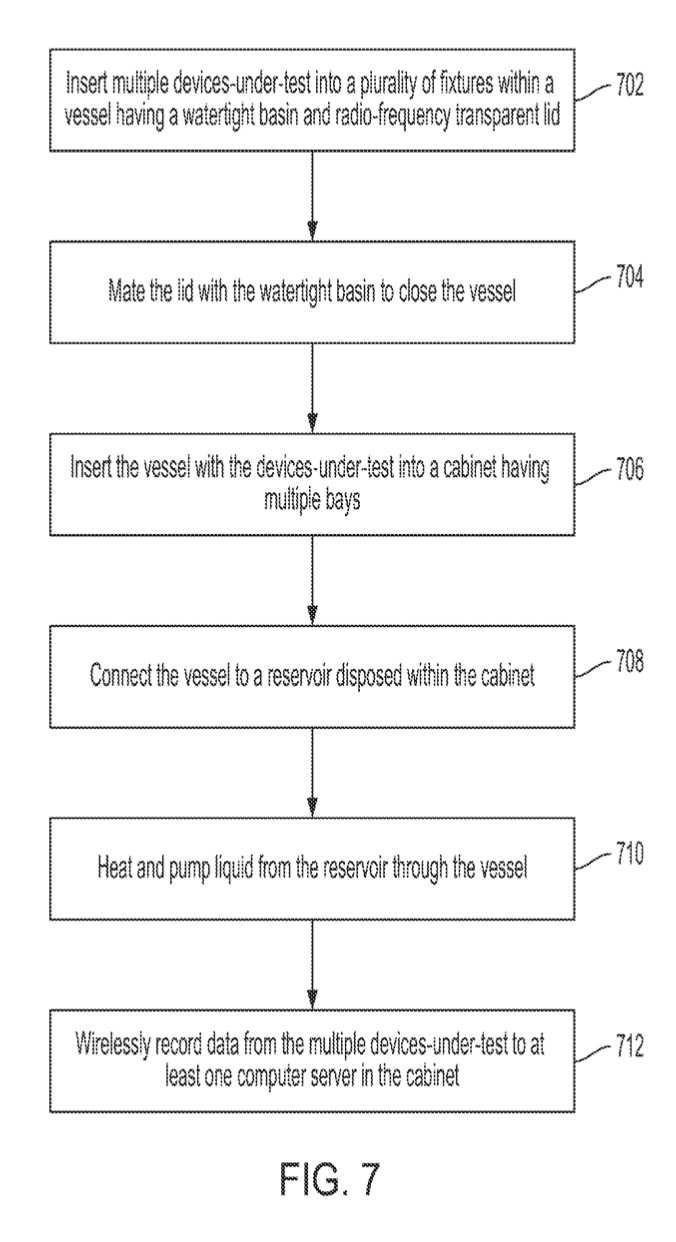 Insert multiple devices-under-test into a plurality of fixtures within a
vessel having a watertight basin and radio-frequency transparent lid
702
Mate the lid with the watertight basin to close the vessel
704
Insert the vessel with the devices-under-test into a cabinet having
multiple bays
706
Connect the vessel to a reservoir disposed within the cabinet
708
Heat and pump liquid from the reservoir through the vessel
710
Wirelessly record data from the multiple devices-under-test to at
least one computer server in the cabinet
712
FIG. 7